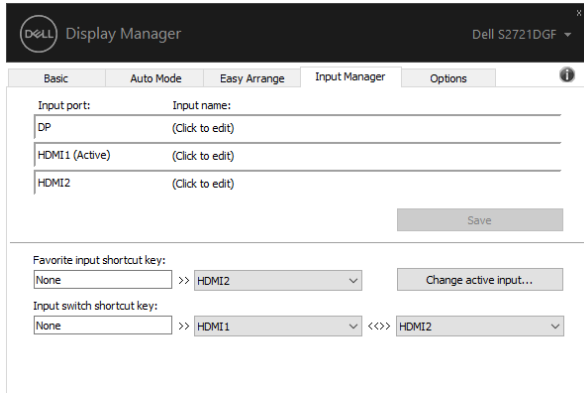 x
DELL Display Manager Dell S2721DGF
Basic Auto Mode Easy Arrange Input Manager Options i
Input port: Input name:
DP (Click to edit)
HDMI1 (Active) (Click to edit)
HDMI2 (Click to edit)
Save
Favorite input shortcut key:
None >> HDMI2 Change active input...
Input switch shortcut key:
None >> HDMI1 <<>> HDMI2